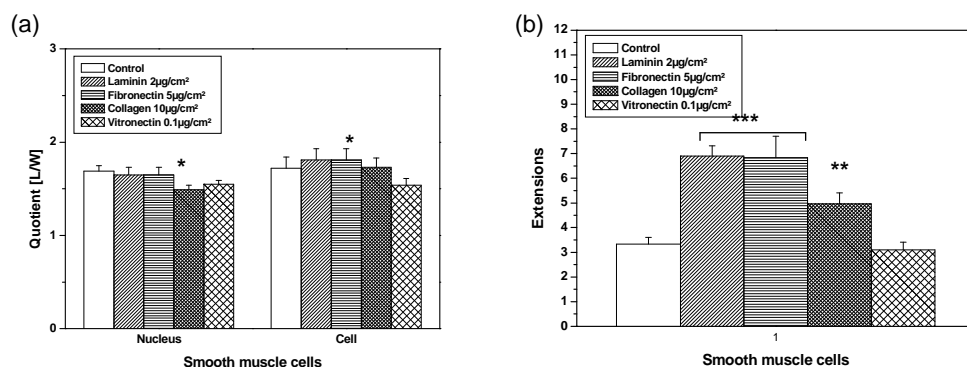 (a)
3
2
1
0
Quotient [L/W]
Control
Laminin 2µg/cm²
Fibronectin 5µg/cm²
Collagen 10µg/cm²
Vitronectin 0.1µg/cm²
*
*
Nucleus Cell
Smooth muscle cells
(b)
12
11
10
9
8
7
6
5
4
3
2
1
0
Extensions
Control
Laminin 2µg/cm²
Fibronectin 5µg/cm²
Collagen 10µg/cm²
Vitronectin 0.1µg/cm²
***
**
1
Smooth muscle cells